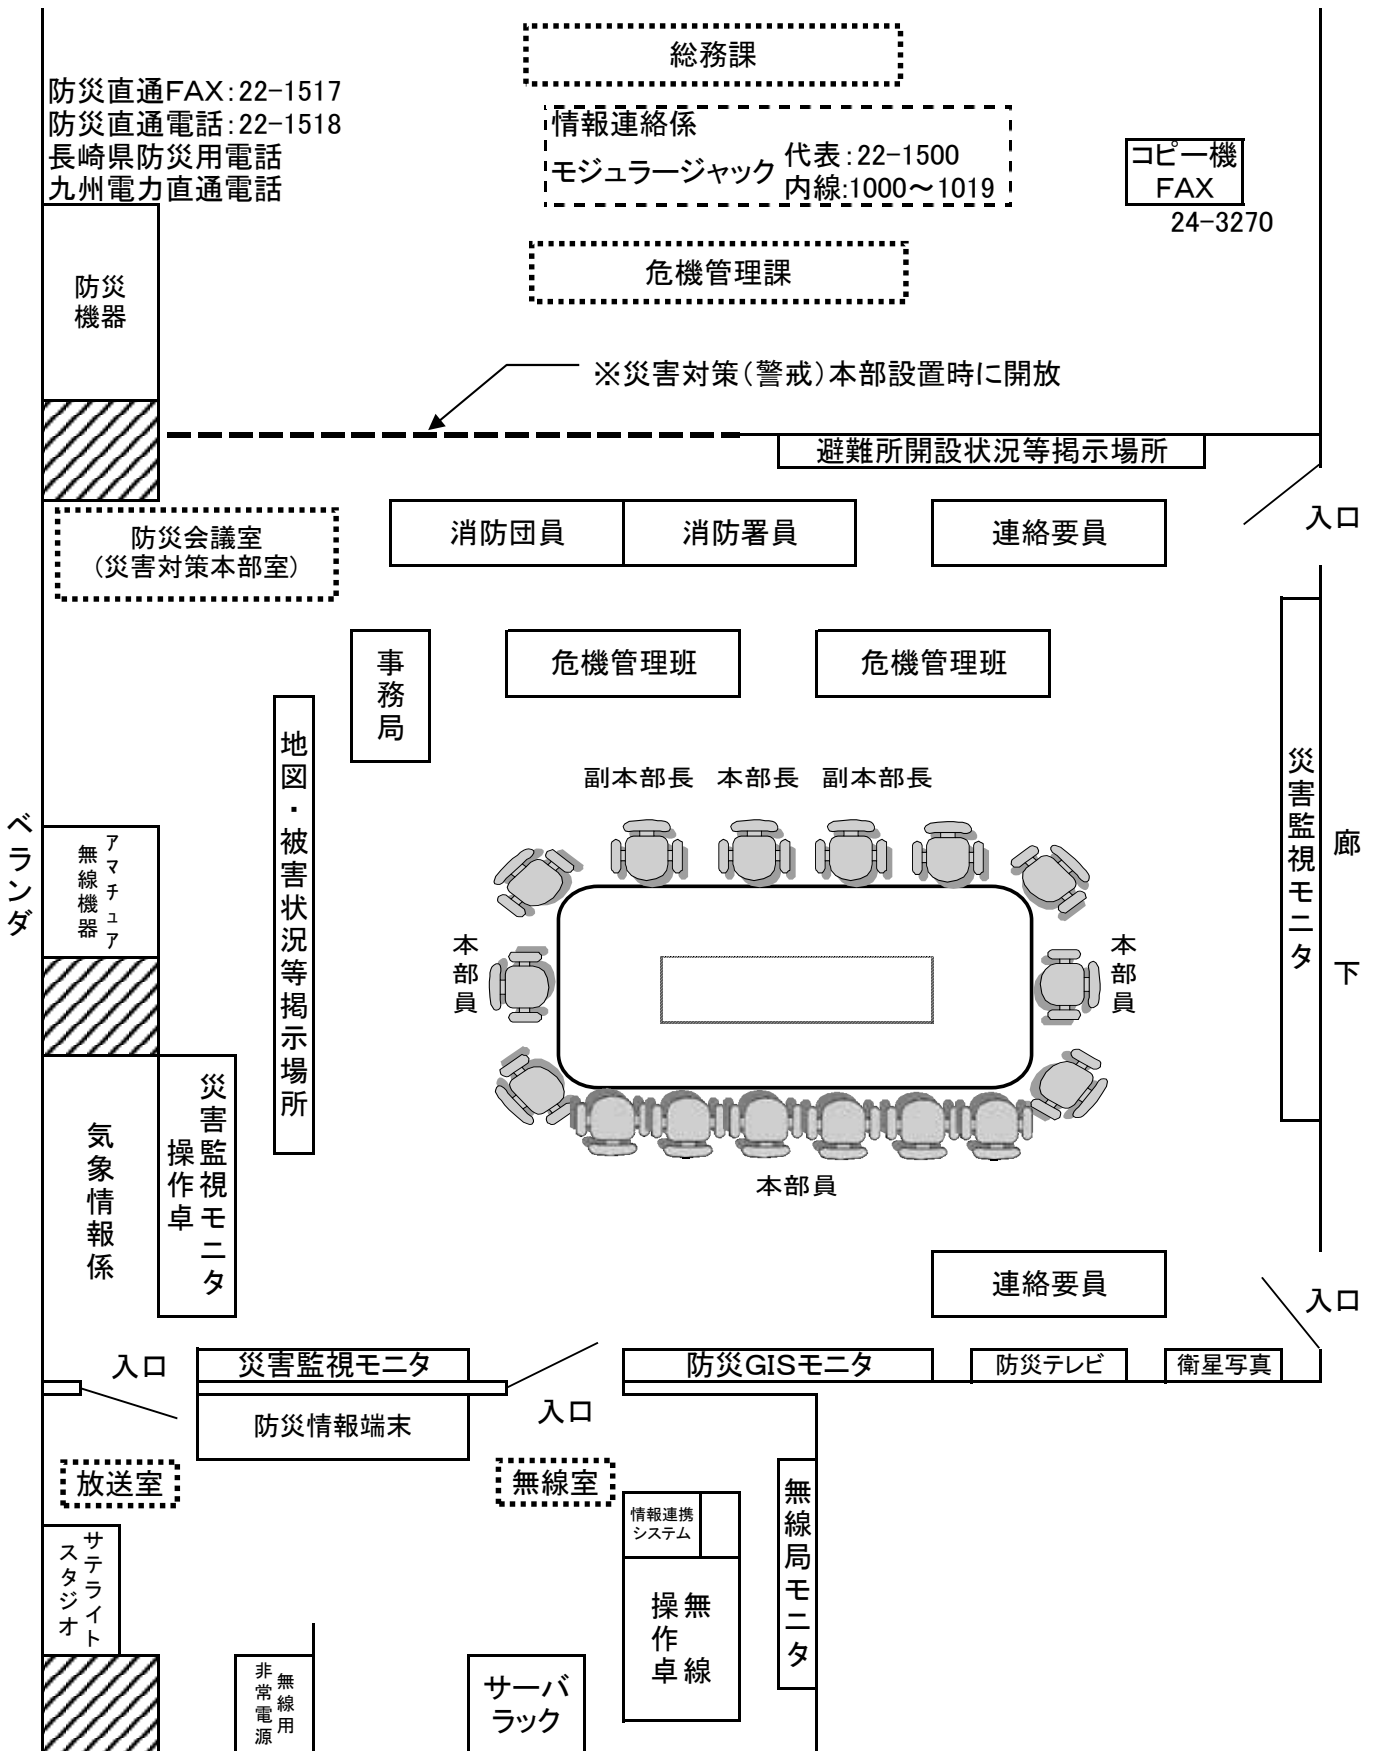 総務課
防災直通FAX:22-1517
防災直通電話:22-1518
長崎県防災用電話
九州電力直通電話
情報連絡係
モジュラージャック
代表:22-1500
内線:1000～1019
コピー機
FAX
24-3270
危機管理課
防災
機器
※災害対策(警戒)本部設置時に開放
避難所開設状況等掲示場所
防災会議室
(災害対策本部室)
消防団員
消防署員
連絡要員
入口
事務局
危機管理班
危機管理班
地図・被害状況等掲示場所
災害監視モニタ
副本部長
本部長
副本部長
ベランダ
アマチュア
無線機器
廊下
本部員
本部員
本部員
気象情報係
災害監視モニタ
操作卓
連絡要員
入口
入口
災害監視モニタ
防災GISモニタ
防災テレビ
衛星写真
防災情報端末
入口
放送室
無線室
情報連携
システム
無線局モニタ
サテライト
スタジオ
無線
操作卓
無線用
非常電源
サーバ
ラック